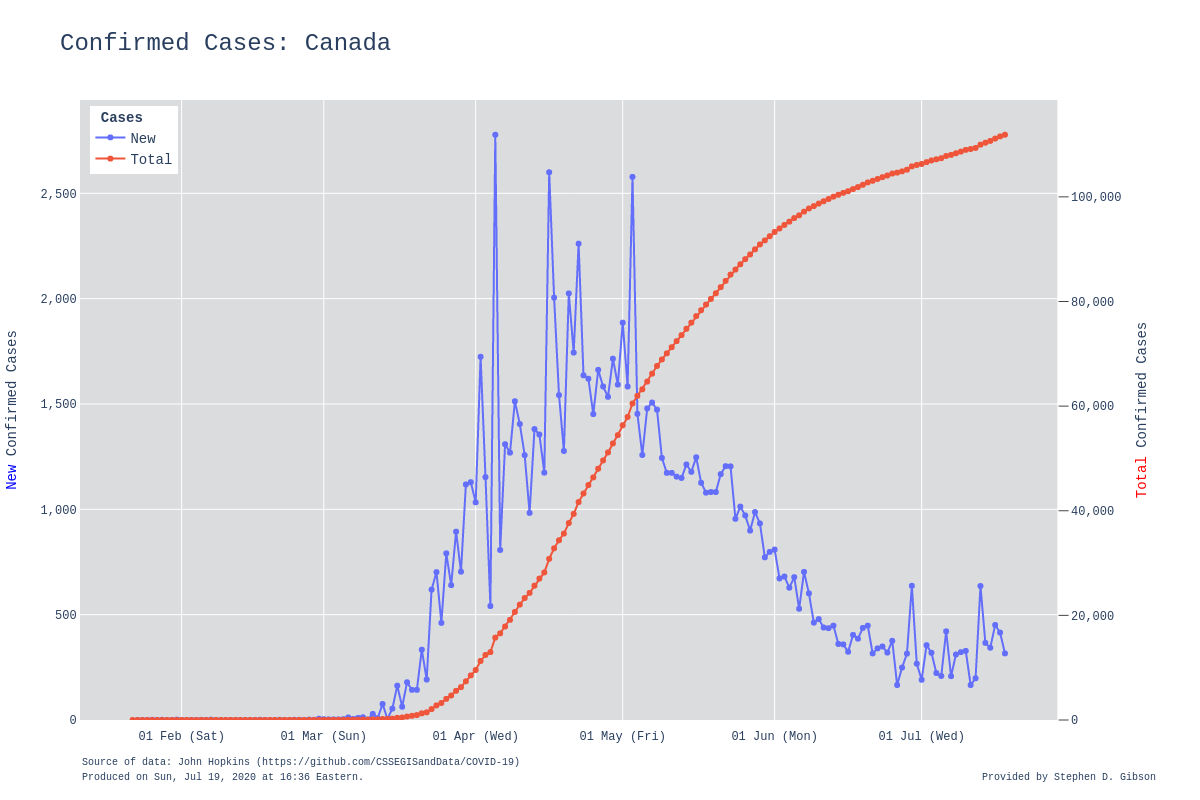 Confirmed Cases: Canada
Cases
New
Total
2,500
2,000
1,500
1,000
500
0
100,000
80,000
60,000
40,000
20,000
0
New Confirmed Cases
Total Confirmed Cases
01 Feb (Sat)
01 Mar (Sun)
01 Apr (Wed)
01 May (Fri)
01 Jun (Mon)
01 Jul (Wed)
Source of data: John Hopkins (https://github.com/CSSEGISandData/COVID-19)
Produced on Sun, Jul 19, 2020 at 16:36 Eastern.
Provided by Stephen D. Gibson